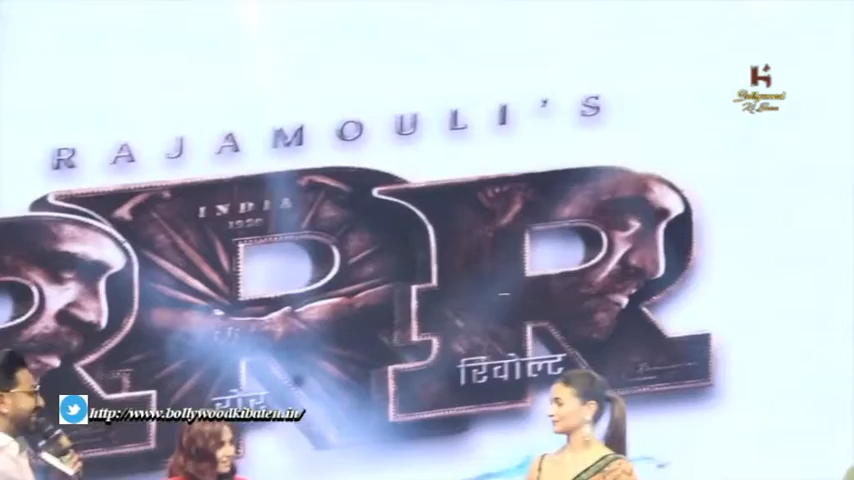 RAJAMOULI'S
INDIA
1920
RRR
रोर
रिवोल्ट
http://www.bollywoodkibaten.in/